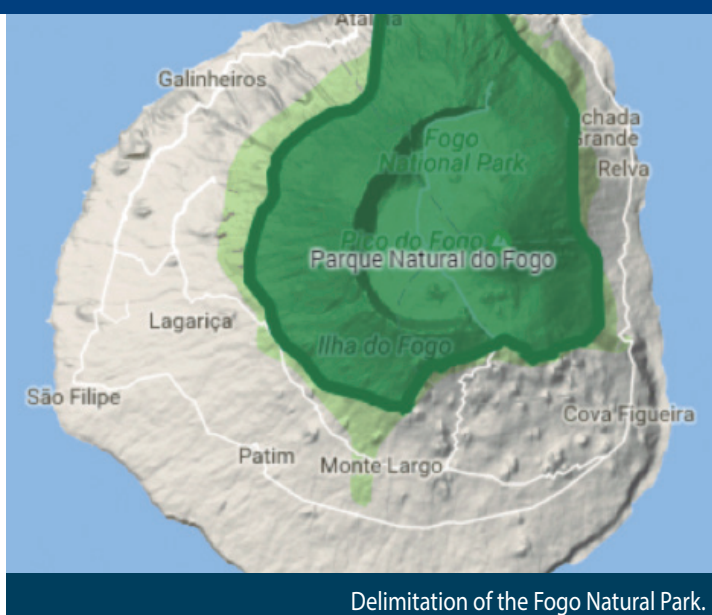 Galinheiros
Fogo
National Park
Relva
Pico do Fogo
Parque Natural do Fogo
Lagariça
Ilha do Fogo
São Filipe
Cova Figueira
Patim
Monte Largo
Delimitation of the Fogo Natural Park.